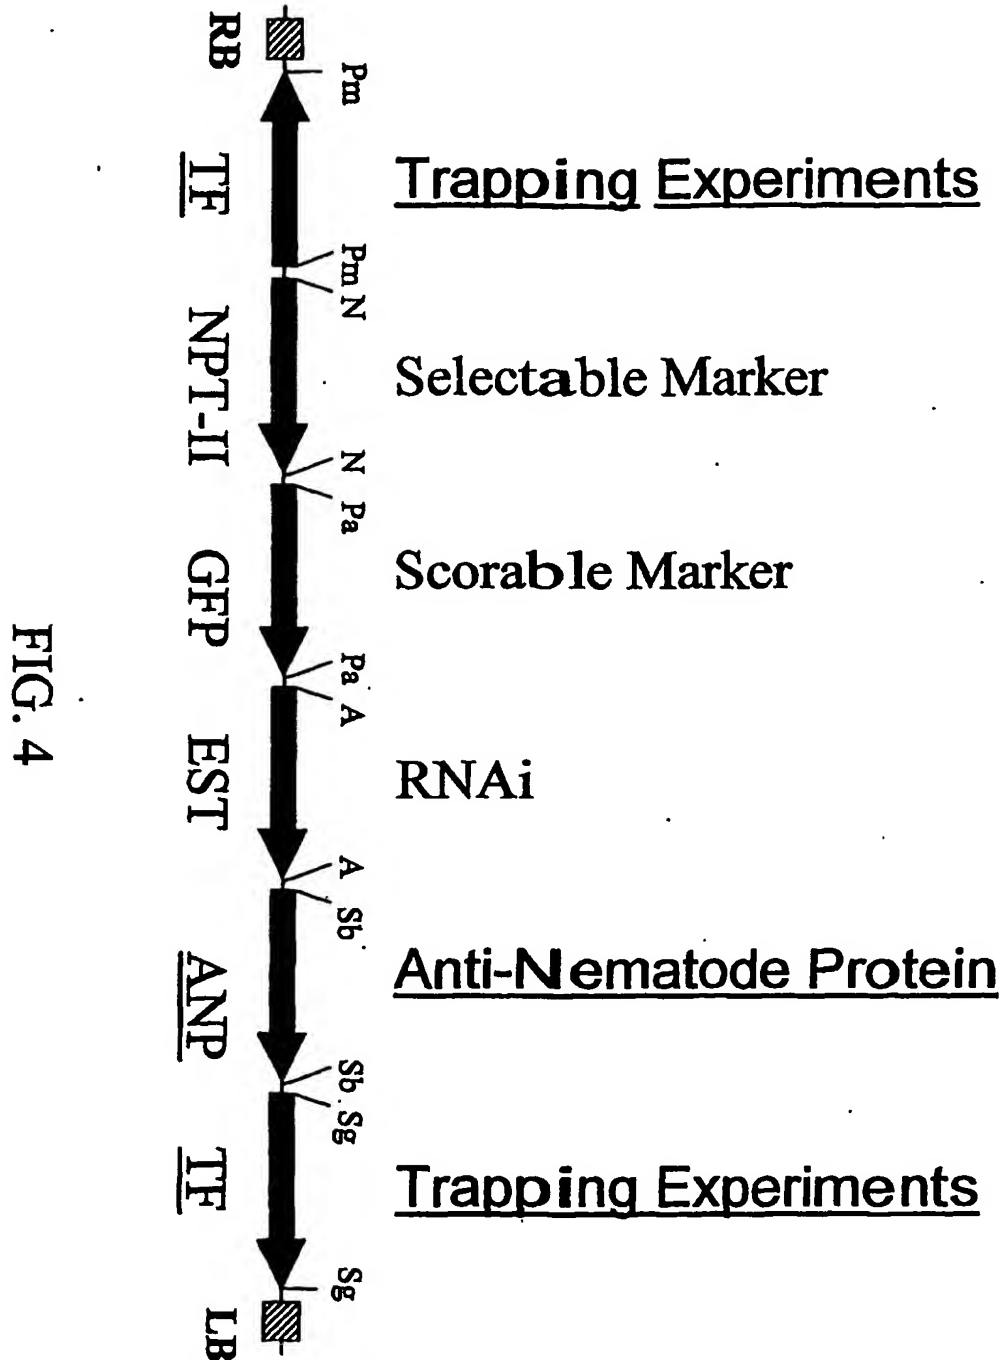 RB
Pm
TF
Trapping Experiments
Pm
N
NPT-II
Selectable Marker
N
Pa
GFP
Scorable Marker
Pa
A
EST
RNAi
A
Sb
ANP
Anti-Nematode Protein
Sb
Sg
TF
Trapping Experiments
Sg
LB
FIG. 4